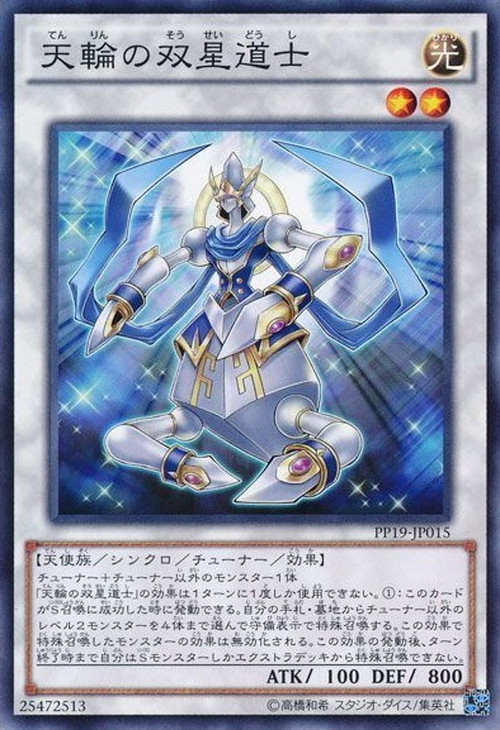 天輪の双星道士
てん りん そう せい どう し
光
ひかり
PP19-JP015
【天使族/シンクロ/チューナー/効果】
チューナー+チューナー以外のモンスター1体
「天輪の双星道士」の効果は1ターンに1度しか使用できない。①:このカード
がS召喚に成功した時に発動できる。自分の手札・墓地からチューナー以外の
レベル2モンスターを4体まで選んで守備表示で特殊召喚する。この効果で
特殊召喚したモンスターの効果は無効化される。この効果の発動後、ターン
終了時まで自分はSモンスターしかエクストラデッキから特殊召喚できない。
ATK/ 100 DEF/ 800
25472513
©高橋和希 スタジオ・ダイス/集英社